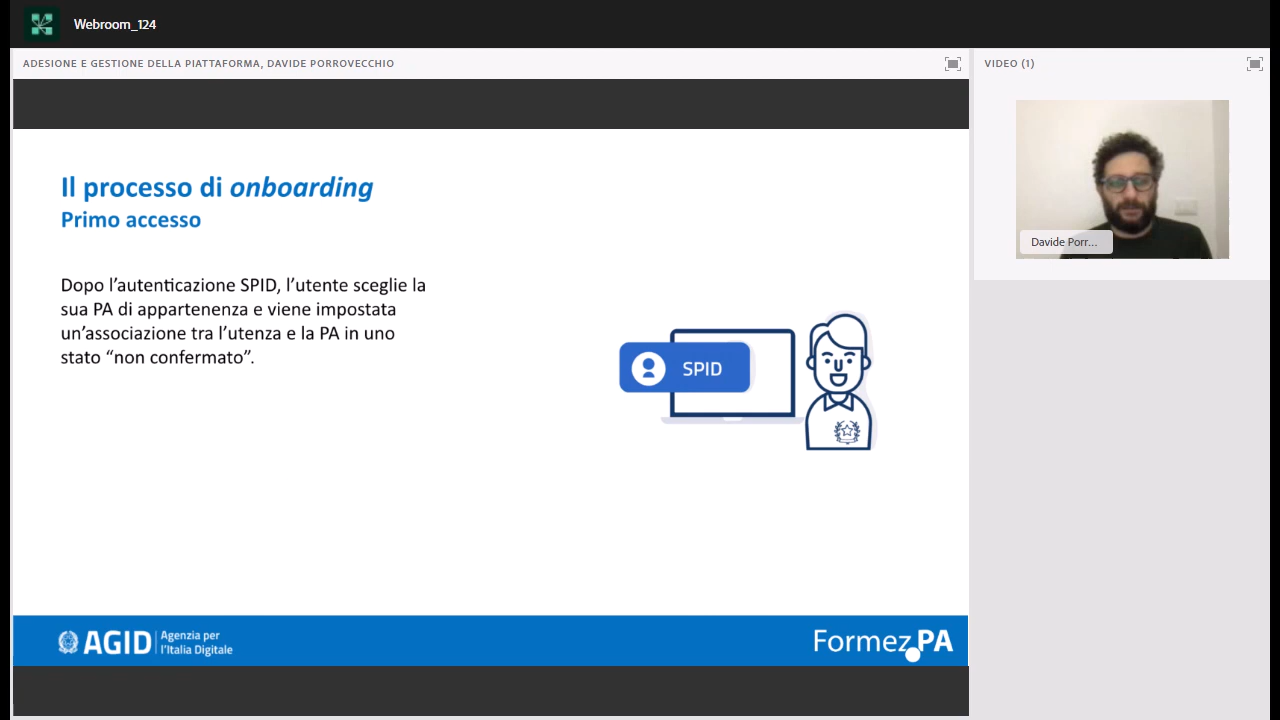 Webroom_124
ADESIONE E GESTIONE DELLA PIATTAFORMA, DAVIDE PORROVECCHIO
VIDEO (1)
Il processo di onboarding
Primo accesso
Dopo l’autenticazione SPID, l’utente sceglie la
sua PA di appartenenza e viene impostata
un’associazione tra l’utenza e la PA in uno
stato “non confermato”.
SPID
Davide Porr...
AGID
Agenzia per
l’Italia Digitale
Formez.PA